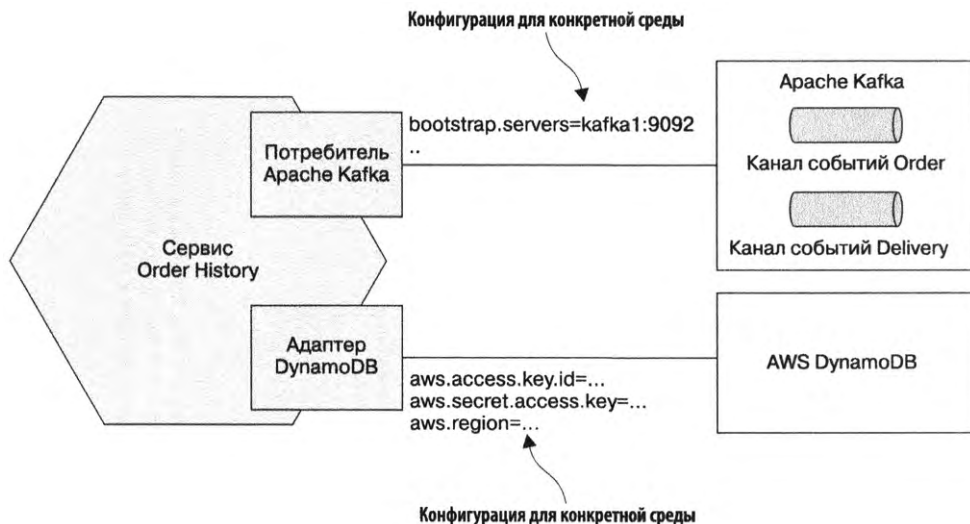 Конфигурация для конкретной среды
Apache Kafka
bootstrap.servers=kafka1:9092
..
Потребитель
Apache Kafka
Канал событий Order
Канал событий Delivery
Сервис
Order History
Адаптер
DynamoDB
AWS DynamoDB
aws.access.key.id=...
aws.secret.access.key=...
aws.region=...
Конфигурация для конкретной среды